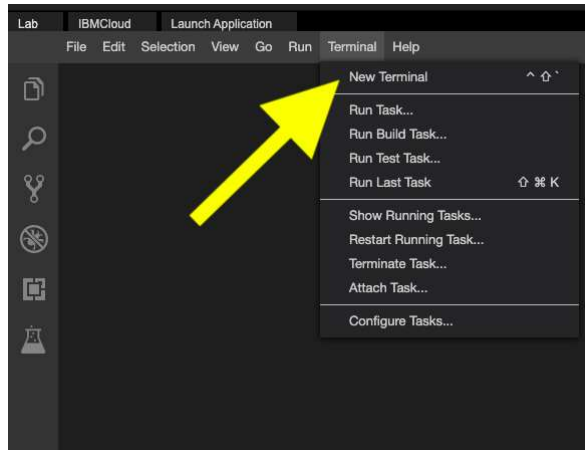 Lab IBMCloud Launch Application
File Edit Selection View Go Run Terminal Help
New Terminal ^ ⇧ `
Run Task...
Run Build Task...
Run Test Task...
Run Last Task ⇧ ⌘ K
Show Running Tasks...
Restart Running Task...
Terminate Task...
Attach Task...
Configure Tasks...